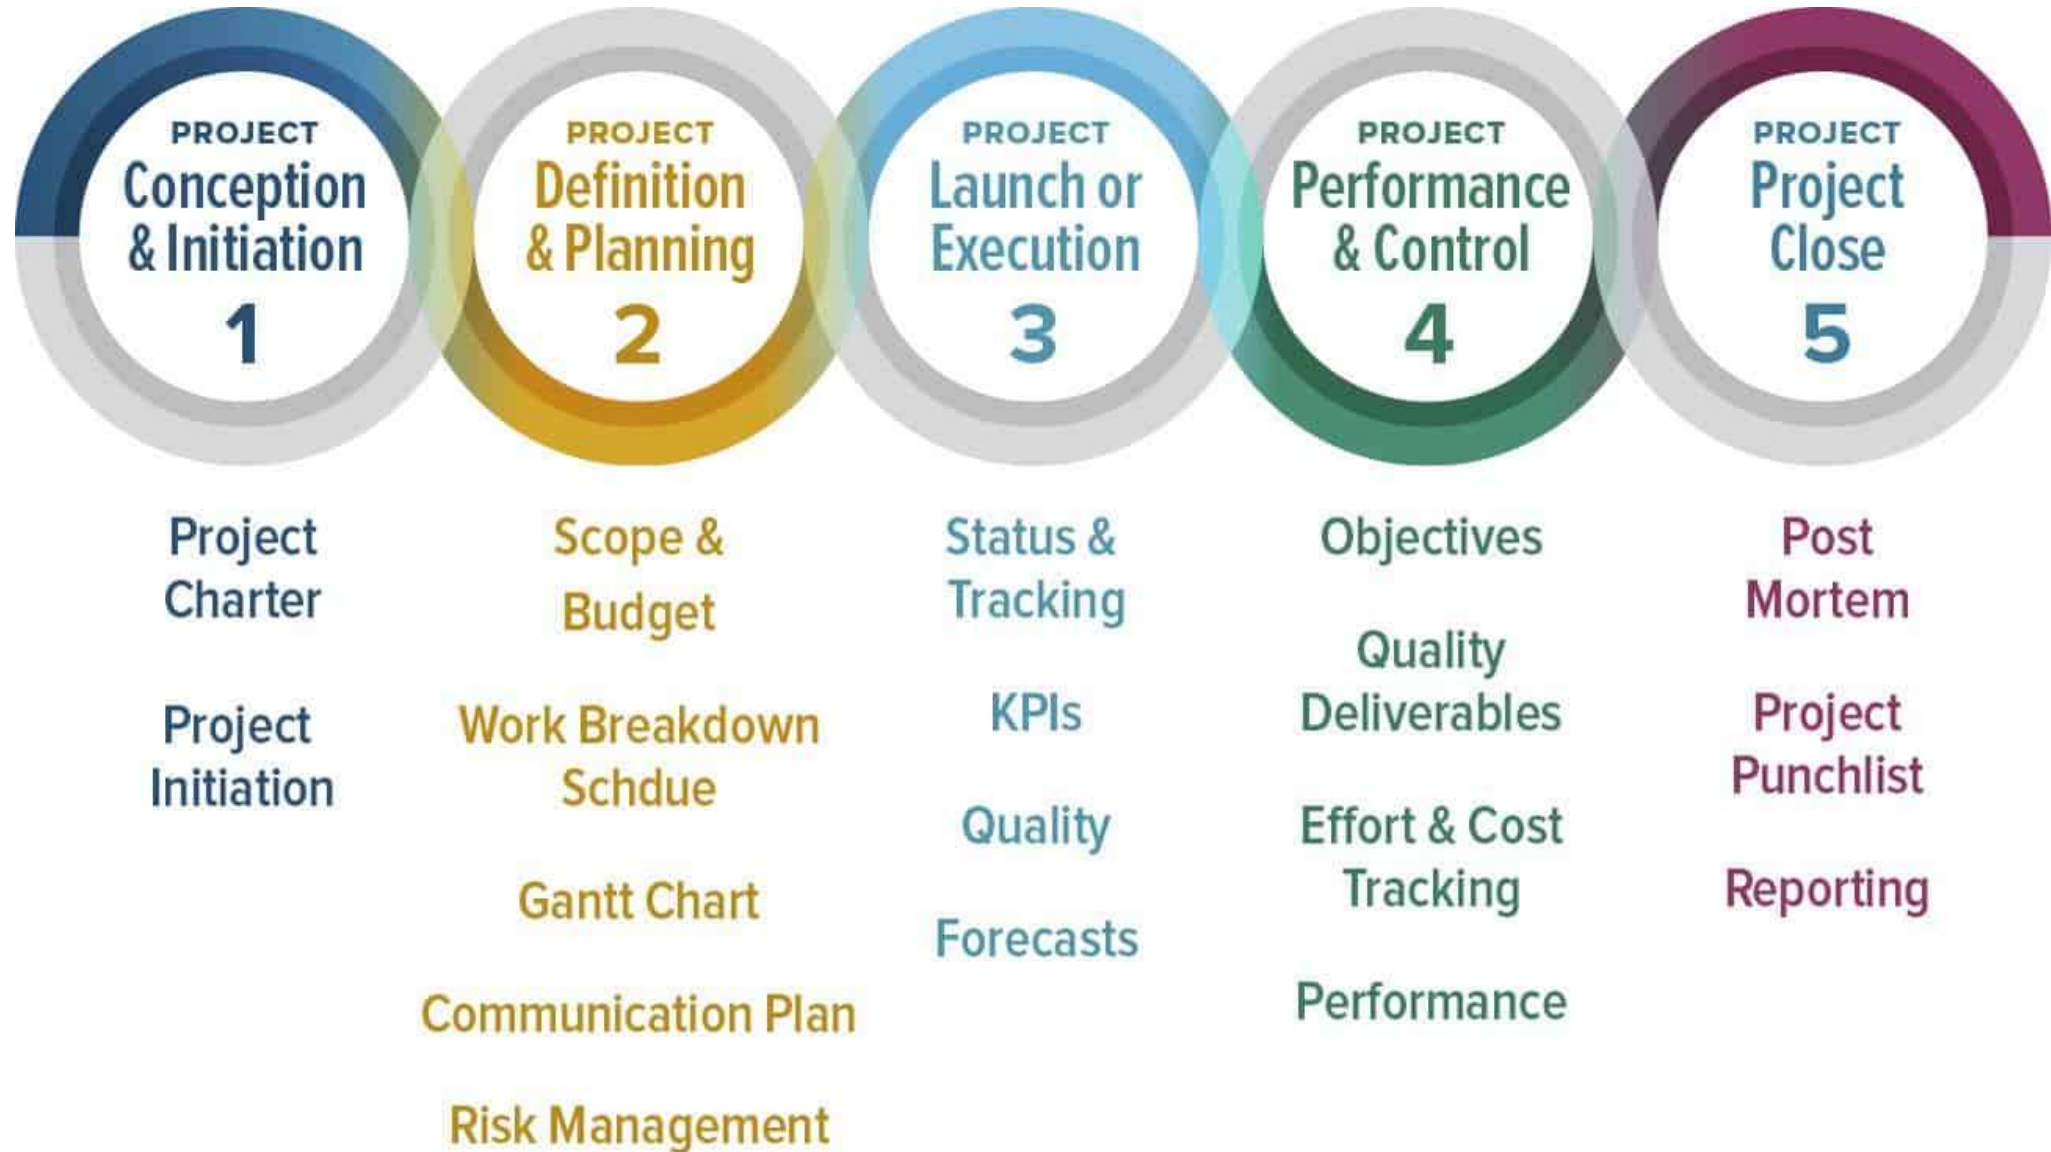 PROJECT
Conception
& Initiation
1
PROJECT
Definition
& Planning
2
PROJECT
Launch or
Execution
3
PROJECT
Performance
& Control
4
PROJECT
Project
Close
5
Project
Charter
Project
Initiation
Scope &
Budget
Work Breakdown
Schdue
Gantt Chart
Communication Plan
Risk Management
Status &
Tracking
KPIs
Quality
Forecasts
Objectives
Quality
Deliverables
Effort & Cost
Tracking
Performance
Post
Mortem
Project
Punchlist
Reporting